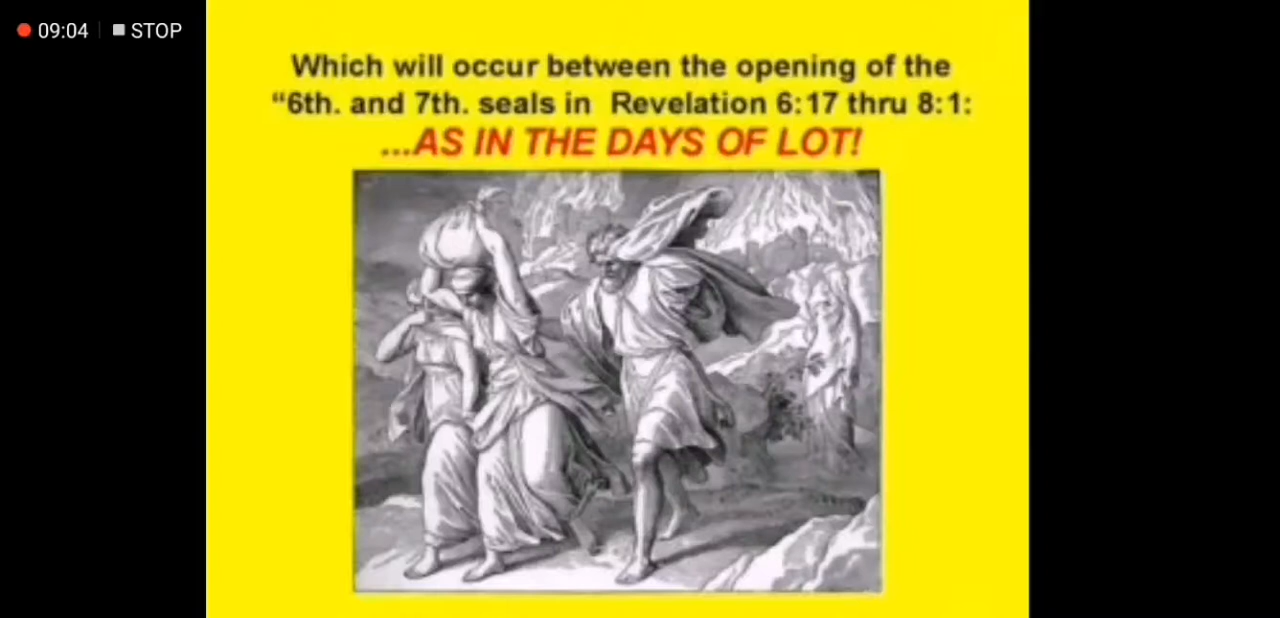 09:04 STOP
Which will occur between the opening of the
“6th. and 7th. seals in Revelation 6:17 thru 8:1:
...AS IN THE DAYS OF LOT!